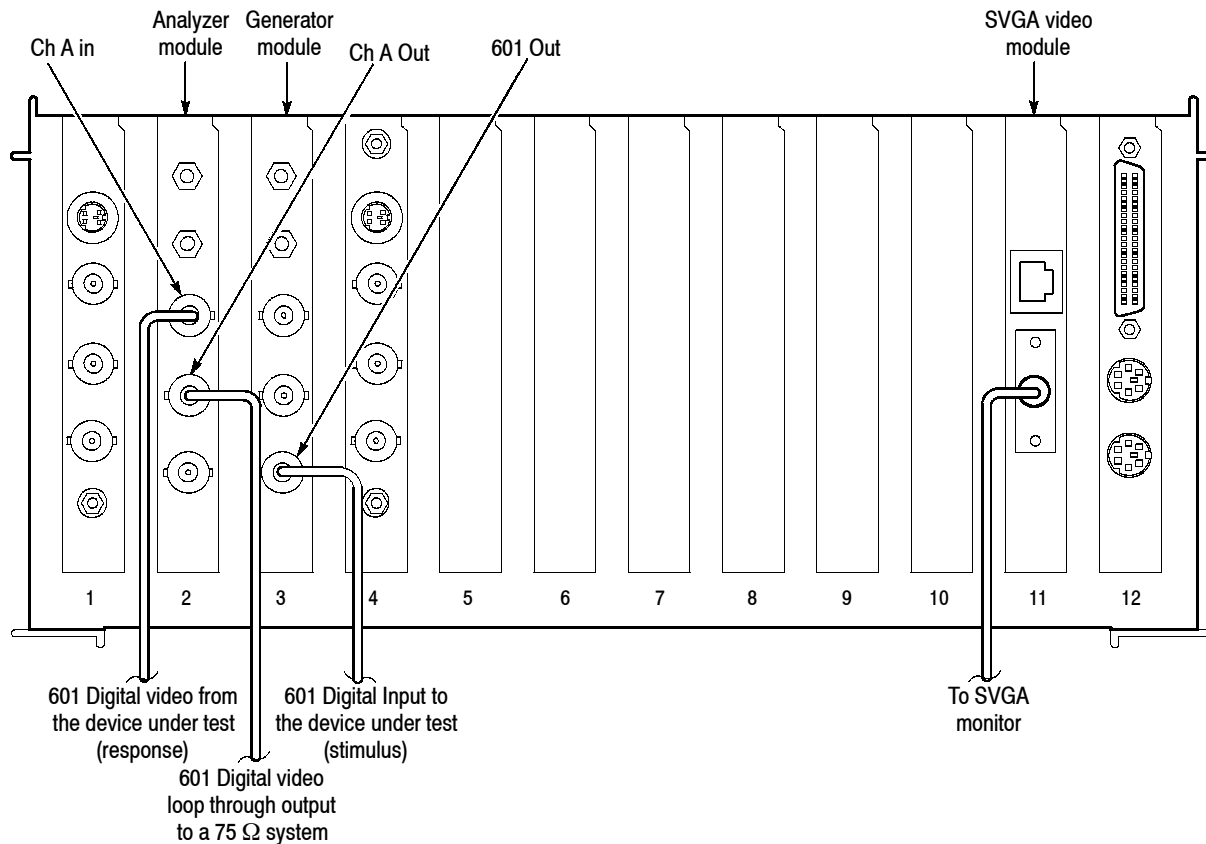 Analyzer
module
Generator
module
SVGA video
module
Ch A in
Ch A Out
601 Out
1
2
3
4
5
6
7
8
9
10
11
12
601 Digital video from
the device under test
(response)
601 Digital Input to
the device under test
(stimulus)
To SVGA
monitor
601 Digital video
loop through output
to a 75 Ω system